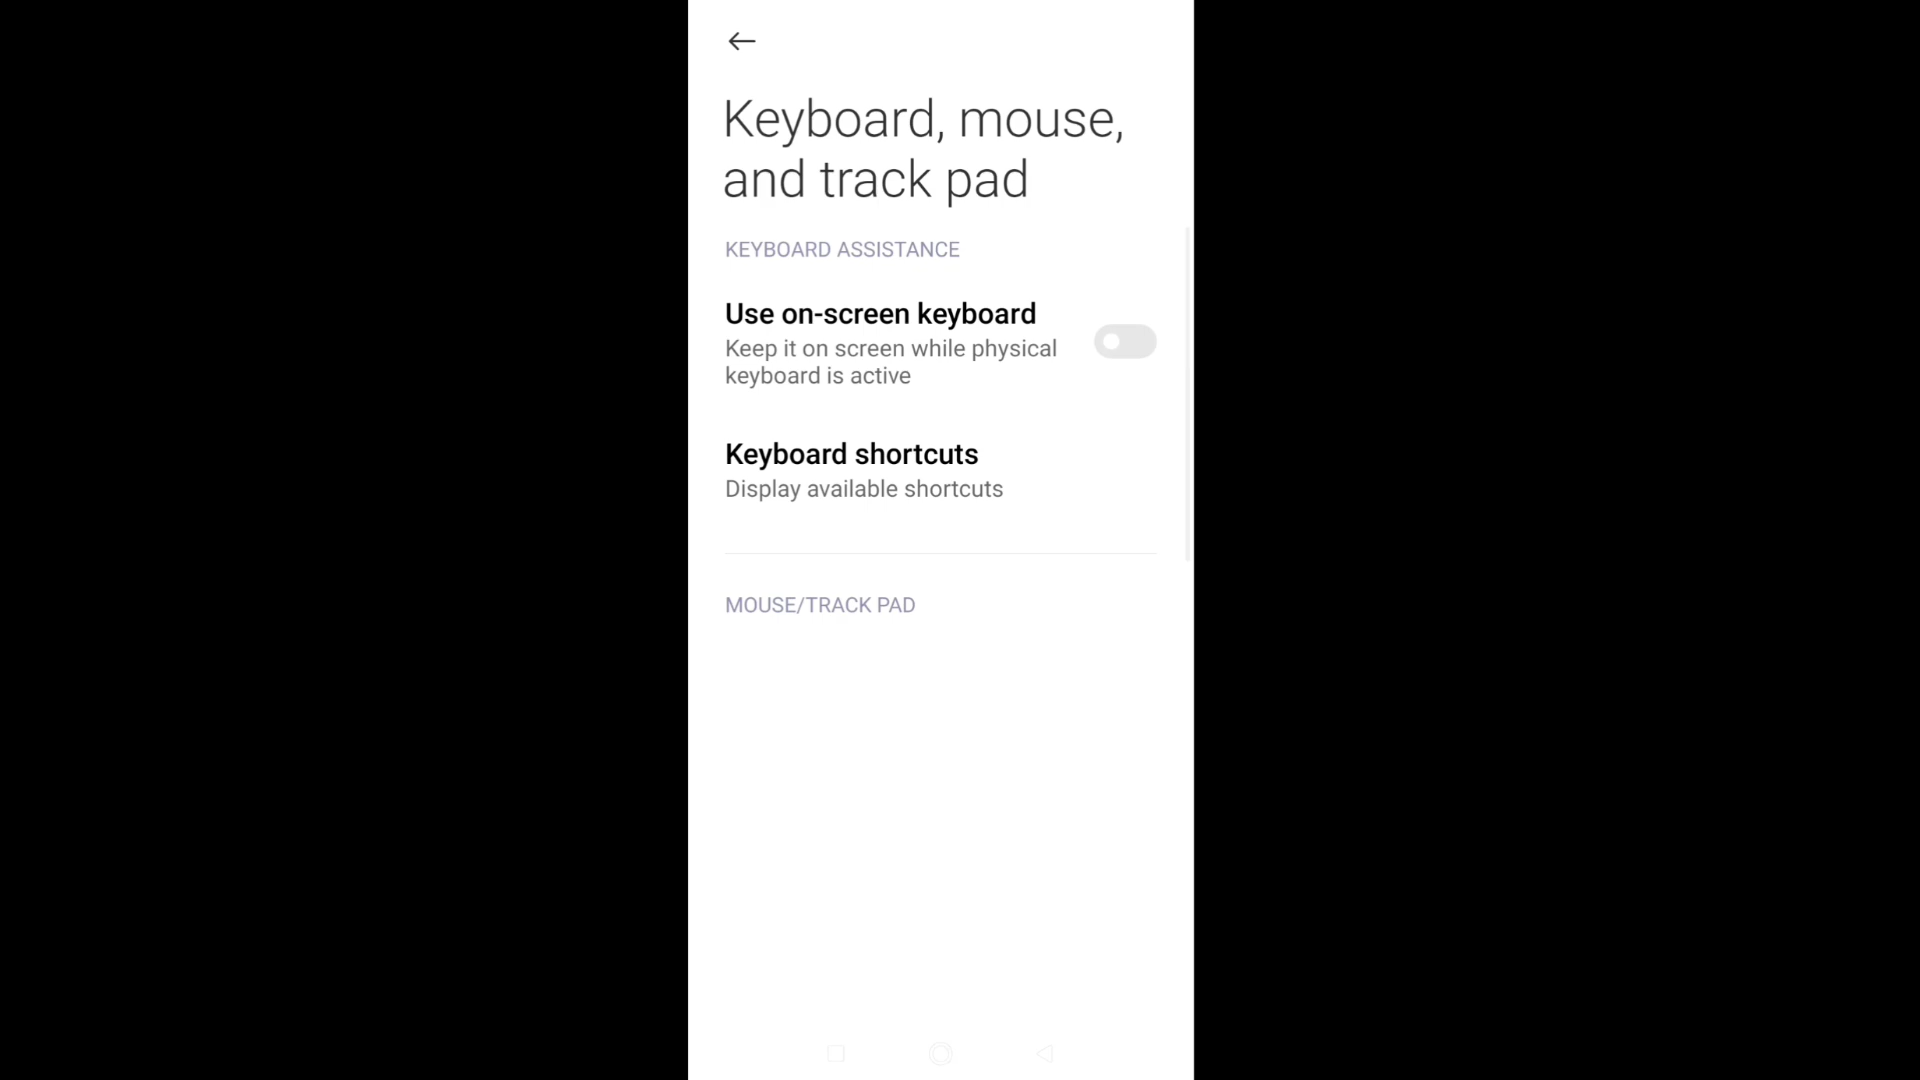 Keyboard, mouse,
and track pad
KEYBOARD ASSISTANCE
Use on-screen keyboard
Keep it on screen while physical
keyboard is active
Keyboard shortcuts
Display available shortcuts
MOUSE/TRACK PAD